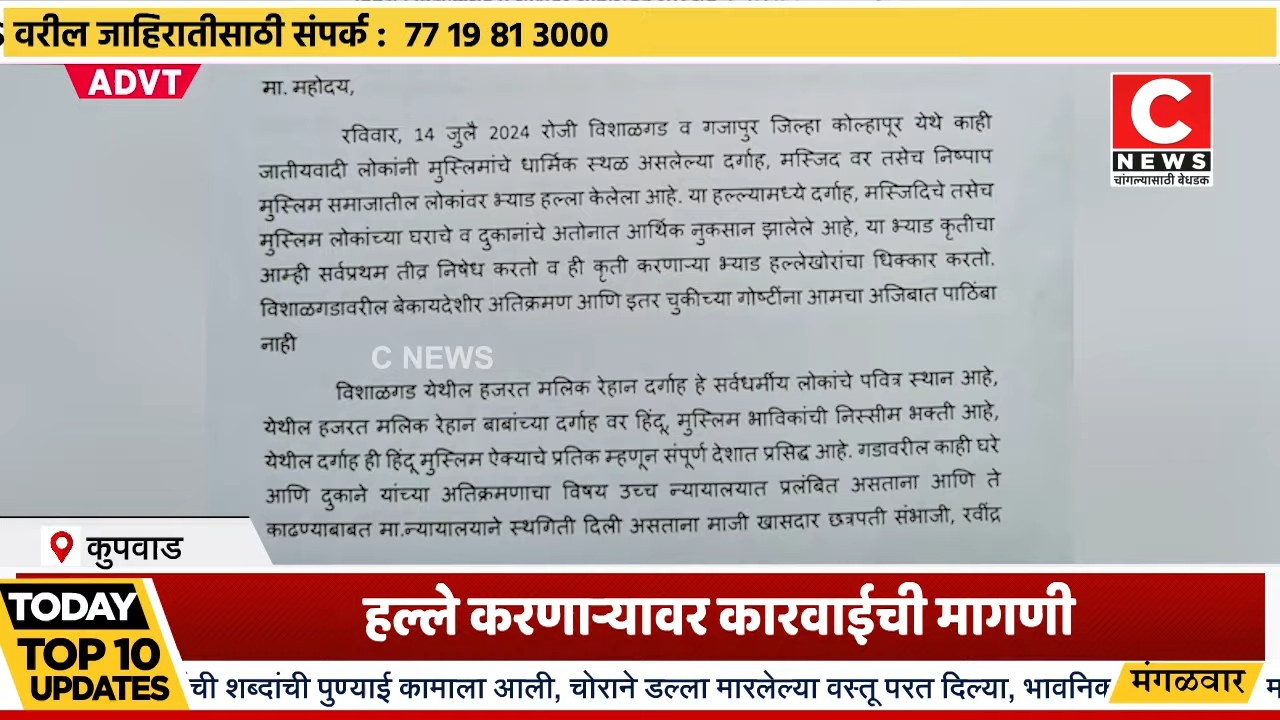 वरील जाहिरातीसाठी संपर्क : 77 19 81 3000
ADVT
मा. महोदय,
रविवार, 14 जुलै 2024 रोजी विशाळगड व गजापुर जिल्हा कोल्हापूर येथे काही
जातीयवादी लोकांनी मुस्लिमांचे धार्मिक स्थळ असलेल्या दर्गाह, मस्जिद वर तसेच निष्पाप
मुस्लिम समाजातील लोकांवर भ्याड हल्ला केलेला आहे. या हल्ल्यामध्ये दर्गाह, मस्जिदिचे तसेच
मुस्लिम लोकांच्या घराचे व दुकानांचे अतोनात आर्थिक नुकसान झालेले आहे, या भ्याड कृतीचा
आम्ही सर्वप्रथम तीव्र निषेध करतो व ही कृती करणाऱ्या भ्याड हल्लेखोरांचा धिक्कार करतो.
विशाळगडावरील बेकायदेशीर अतिक्रमण आणि इतर चुकीच्या गोष्टींना आमचा अजिबात पाठिंबा
नाही
विशाळगड येथील हजरत मलिक रेहान दर्गाह हे सर्वधर्मीय लोकांचे पवित्र स्थान आहे,
येथील हजरत मलिक रेहान बाबांच्या दर्गाह वर हिंदू, मुस्लिम भाविकांची निस्सीम भक्ती आहे,
येथील दर्गाह ही हिंदू मुस्लिम ऐक्याचे प्रतिक म्हणून संपूर्ण देशात प्रसिद्ध आहे. गडावरील काही घरे
आणि दुकाने यांच्या अतिक्रमणाचा विषय उच्च न्यायालयात प्रलंबित असताना आणि ते
काढण्याबाबत मा.न्यायालयाने स्थगिती दिली असताना माजी खासदार छत्रपती संभाजी, रवींद्र
C NEWS
C
NEWS
चांगल्यासाठी बेधडक
कुपवाड
TODAY
TOP 10
UPDATES
हल्ले करणाऱ्यावर कारवाईची मागणी
ची शब्दांची पुण्याई कामाला आली, चोराने डल्ला मारलेल्या वस्तू परत दिल्या, भावनिक
मंगळवार